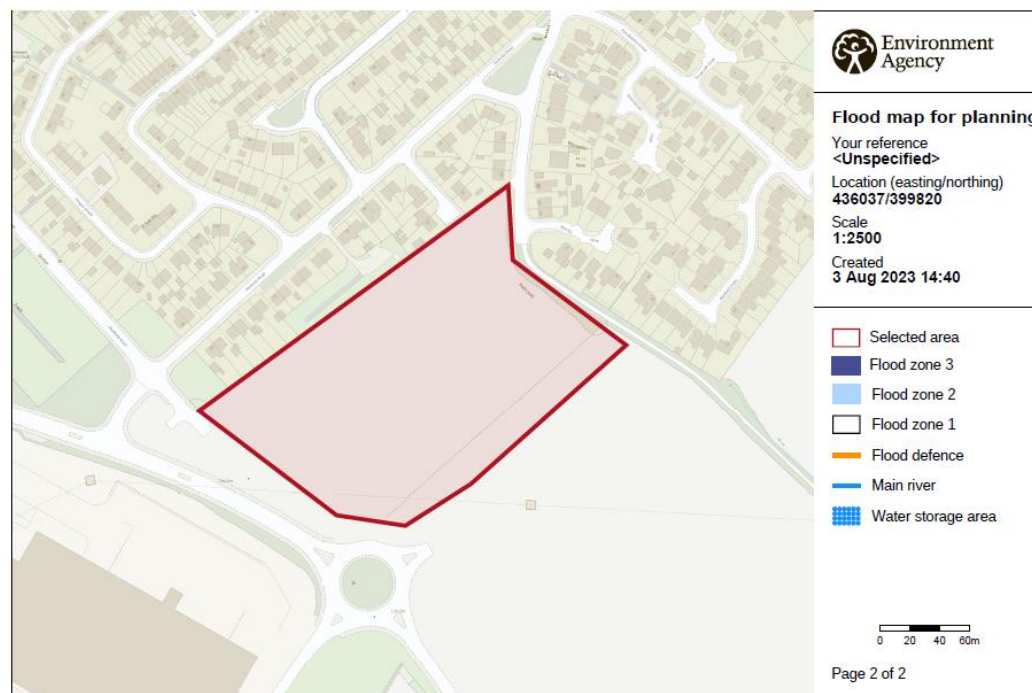 Environment
Agency
Flood map for planning
Your reference
<Unspecified>
Location (easting/northing)
436037/399820
Scale
1:2500
Created
3 Aug 2023 14:40
Selected area
Flood zone 3
Flood zone 2
Flood zone 1
Flood defence
Main river
Water storage area
0 20 40 60m
Page 2 of 2